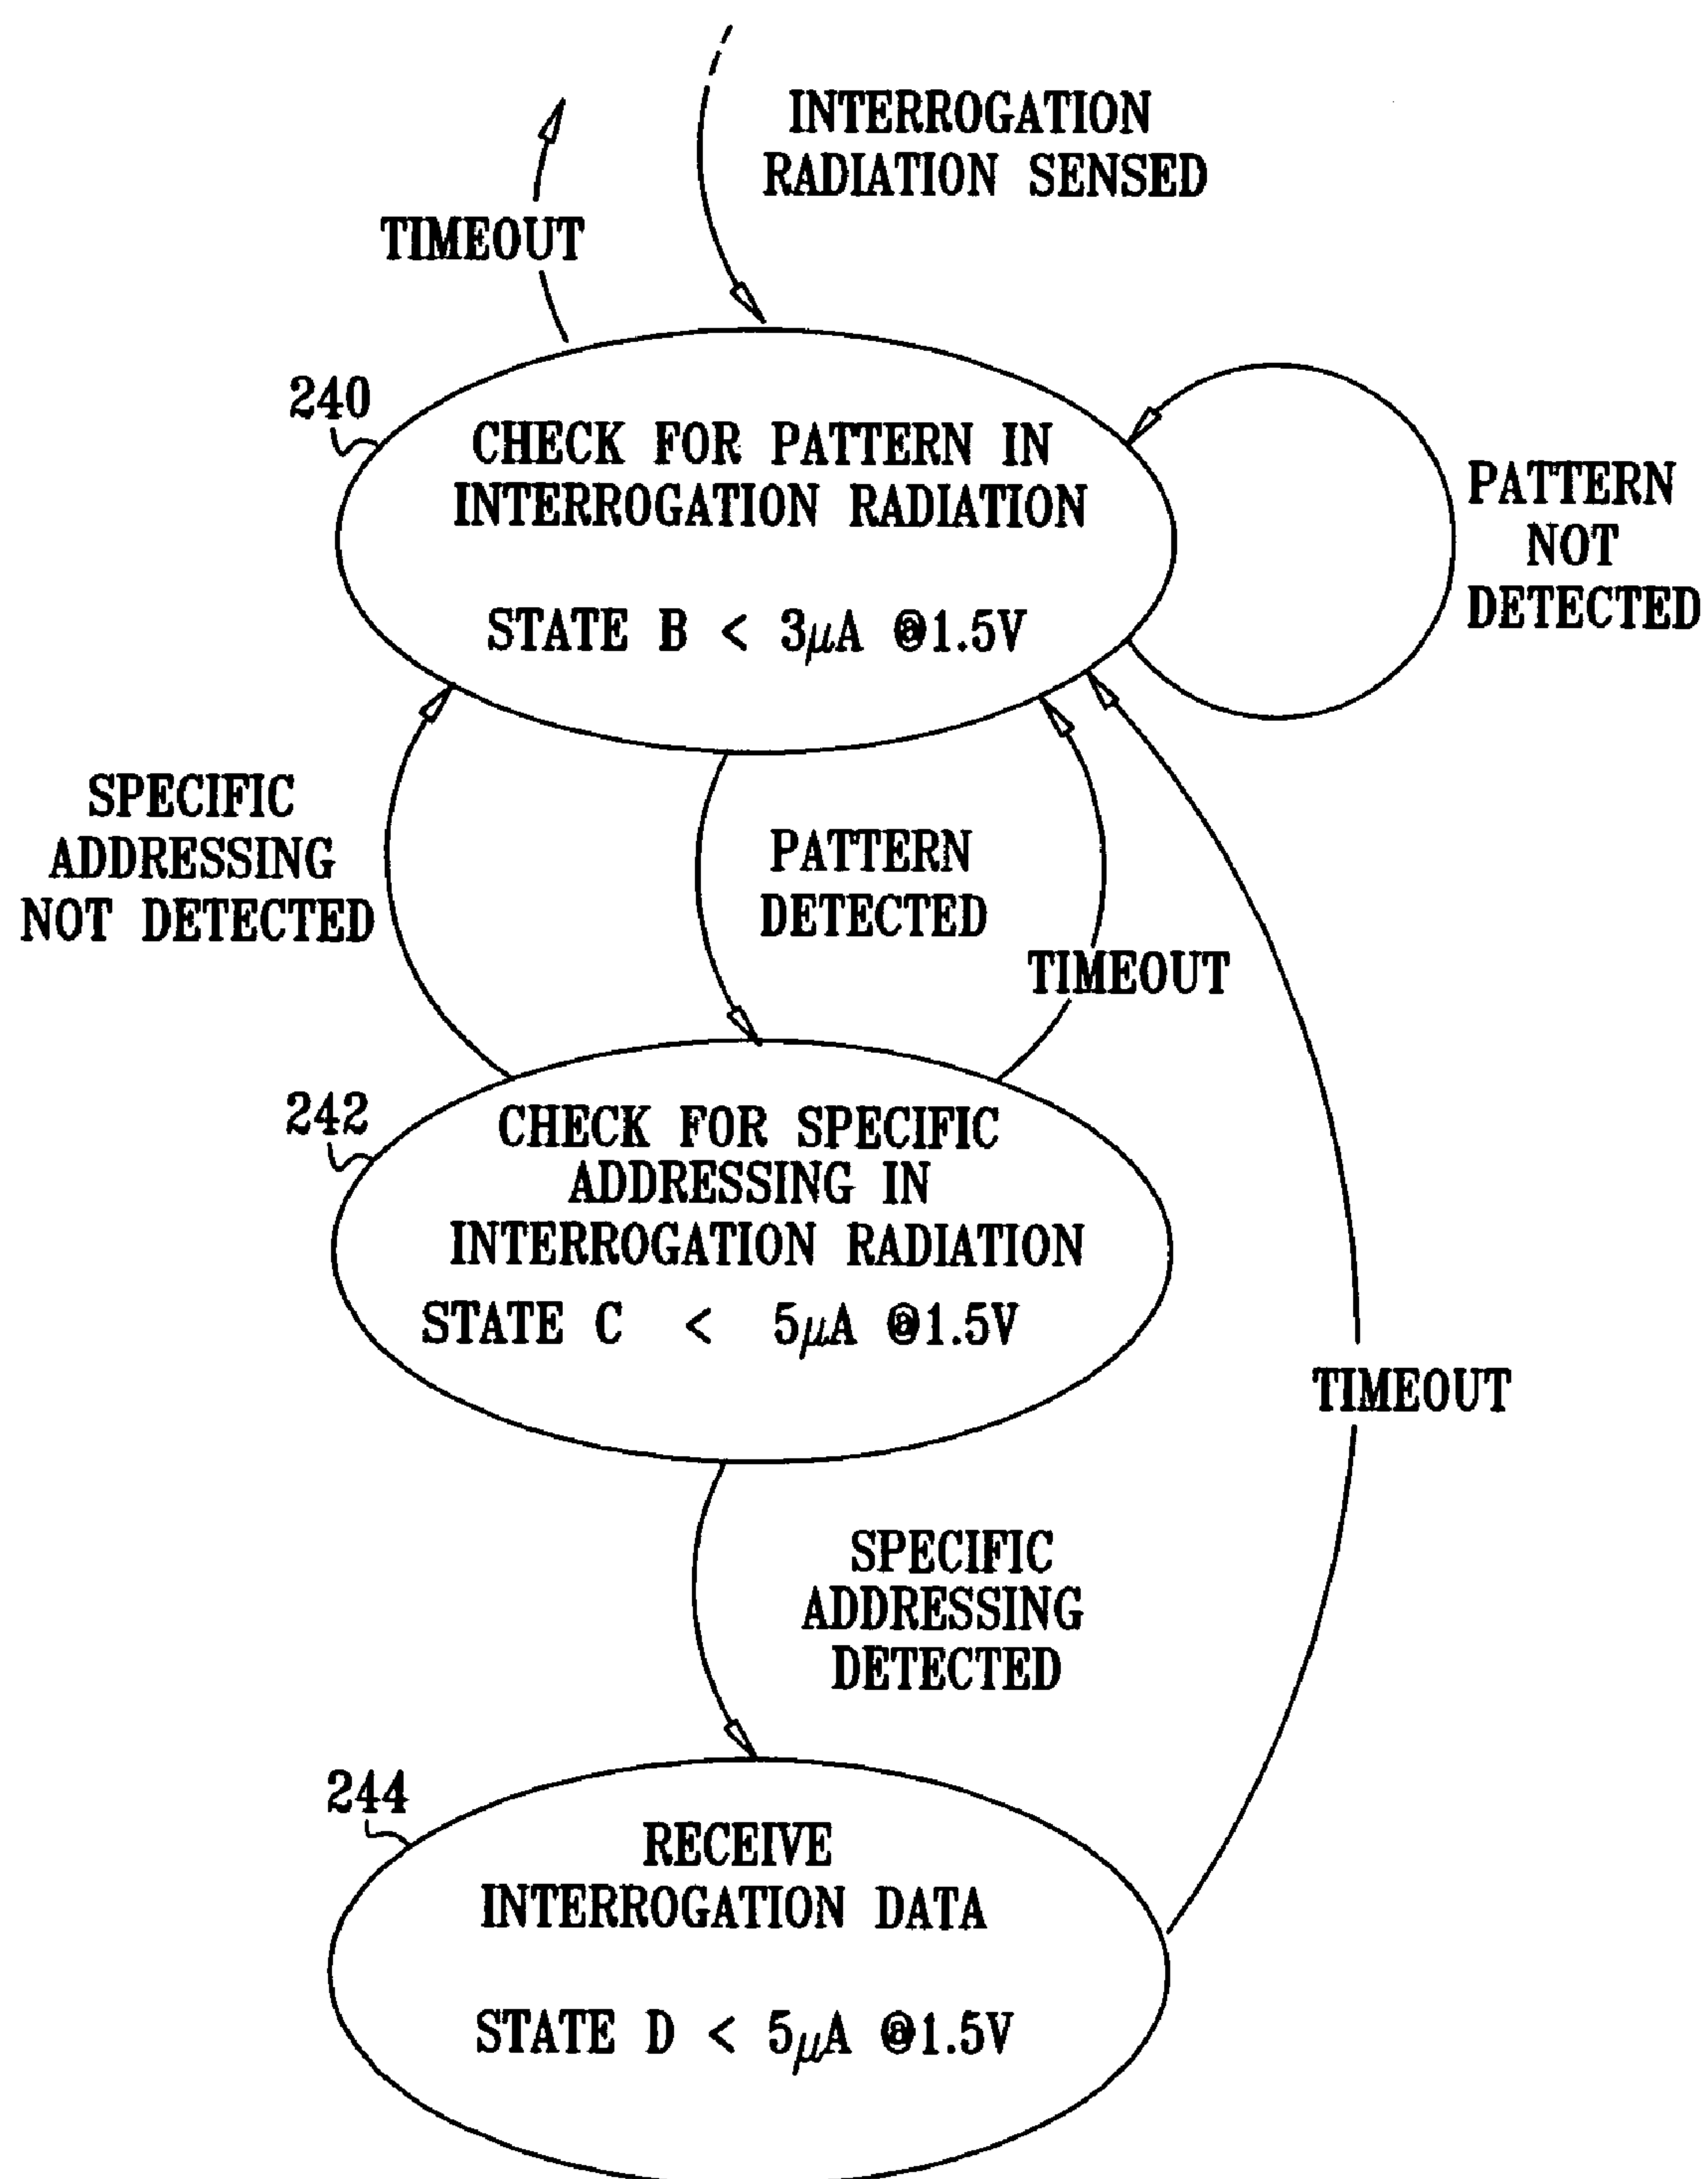 INTERROGATION
RADIATION SENSED
TIMEOUT
240
CHECK FOR PATTERN IN
INTERROGATION RADIATION
STATE B < 3μA @1.5V
PATTERN
NOT
DETECTED
SPECIFIC
ADDRESSING
NOT DETECTED
PATTERN
DETECTED
TIMEOUT
242
CHECK FOR SPECIFIC
ADDRESSING IN
INTERROGATION RADIATION
STATE C < 5μA @1.5V
TIMEOUT
SPECIFIC
ADDRESSING
DETECTED
244
RECEIVE
INTERROGATION DATA
STATE D < 5μA @1.5V